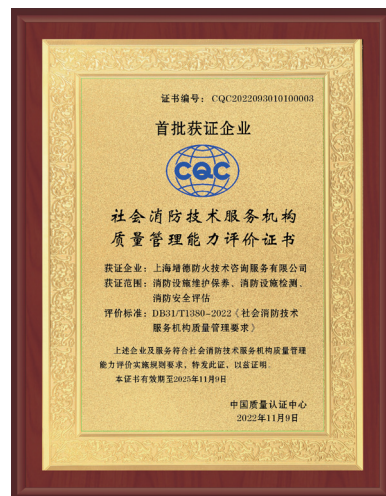 证书编号： CQC2022093010100003
首批获证企业
CQC
社会消防技术服务机构
质量管理能力评价证书
获证企业：上海增德防火技术咨询服务有限公司
获证范围：消防设施维护保养、消防设施检测、
消防安全评估
评价标准：DB31/T1380-2022《社会消防技术
服务机构质量管理要求》
上述企业及服务符合社会消防技术服务机构质量管理
能力评价实施规则要求，特发此证，以兹证明。
本证书有效期至2025年11月9日
中国质量认证中心
2022年11月9日